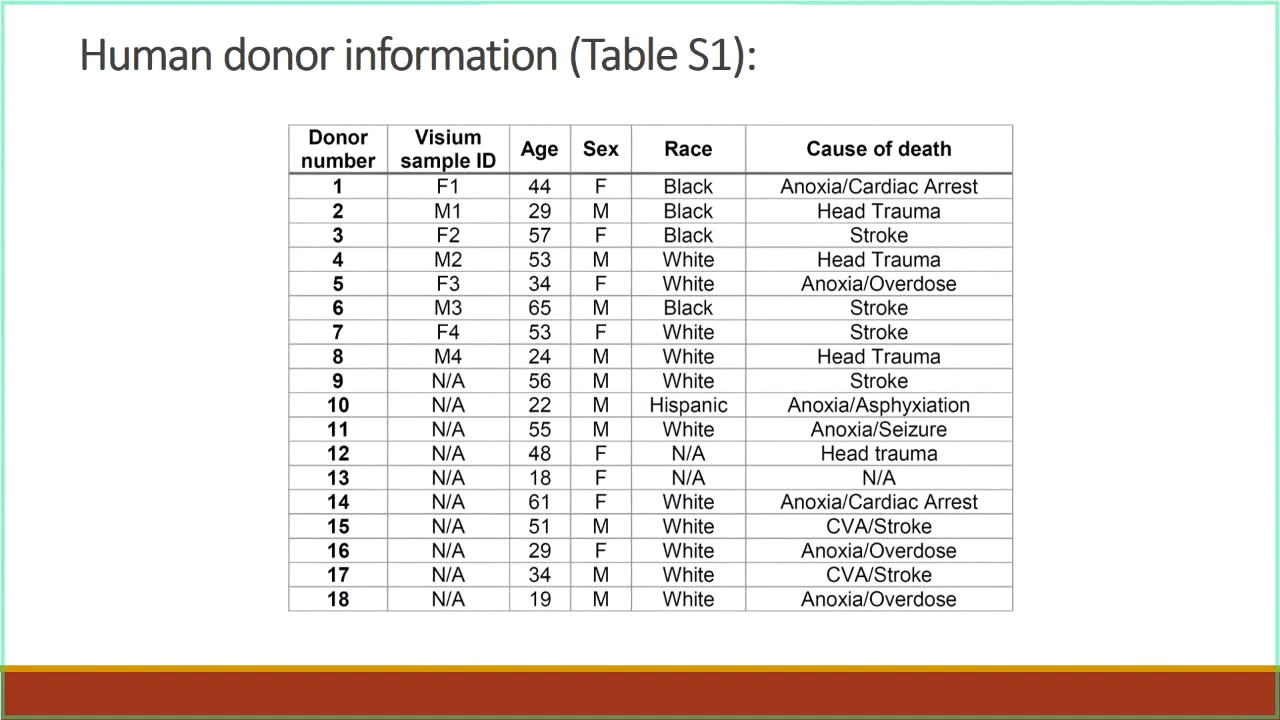 Human donor information (Table S1):
Donor number Visium sample ID Age Sex Race Cause of death
1 F1 44 F Black Anoxia/Cardiac Arrest
2 M1 29 M Black Head Trauma
3 F2 57 F Black Stroke
4 M2 53 M White Head Trauma
5 F3 34 F White Anoxia/Overdose
6 M3 65 M Black Stroke
7 F4 53 F White Stroke
8 M4 24 M White Head Trauma
9 N/A 56 M White Stroke
10 N/A 22 M Hispanic Anoxia/Asphyxiation
11 N/A 55 M White Anoxia/Seizure
12 N/A 48 F N/A Head trauma
13 N/A 18 F N/A N/A
14 N/A 61 F White Anoxia/Cardiac Arrest
15 N/A 51 M White CVA/Stroke
16 N/A 29 F White Anoxia/Overdose
17 N/A 34 M White CVA/Stroke
18 N/A 19 M White Anoxia/Overdose